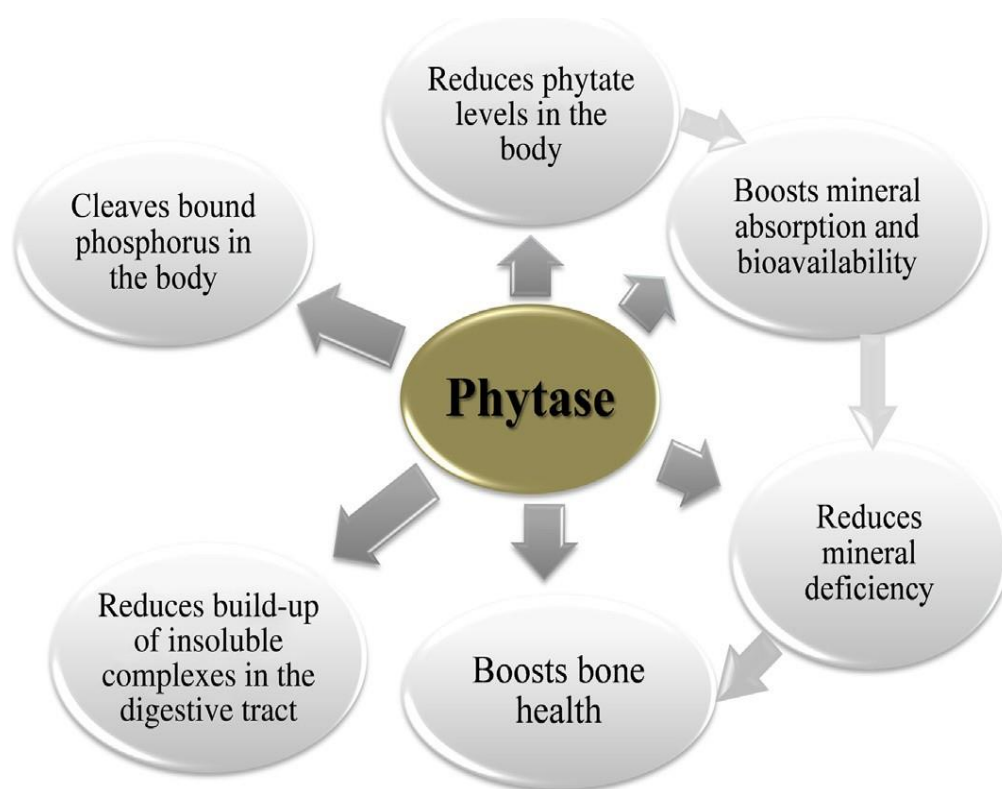 Reduces phytate
levels in the
body
Boosts mineral
absorption and
bioavailability
Cleaves bound
phosphorus in
the body
Phytase
Reduces
mineral
deficiency
Reduces build-up
of insoluble
complexes in the
digestive tract
Boosts bone
health